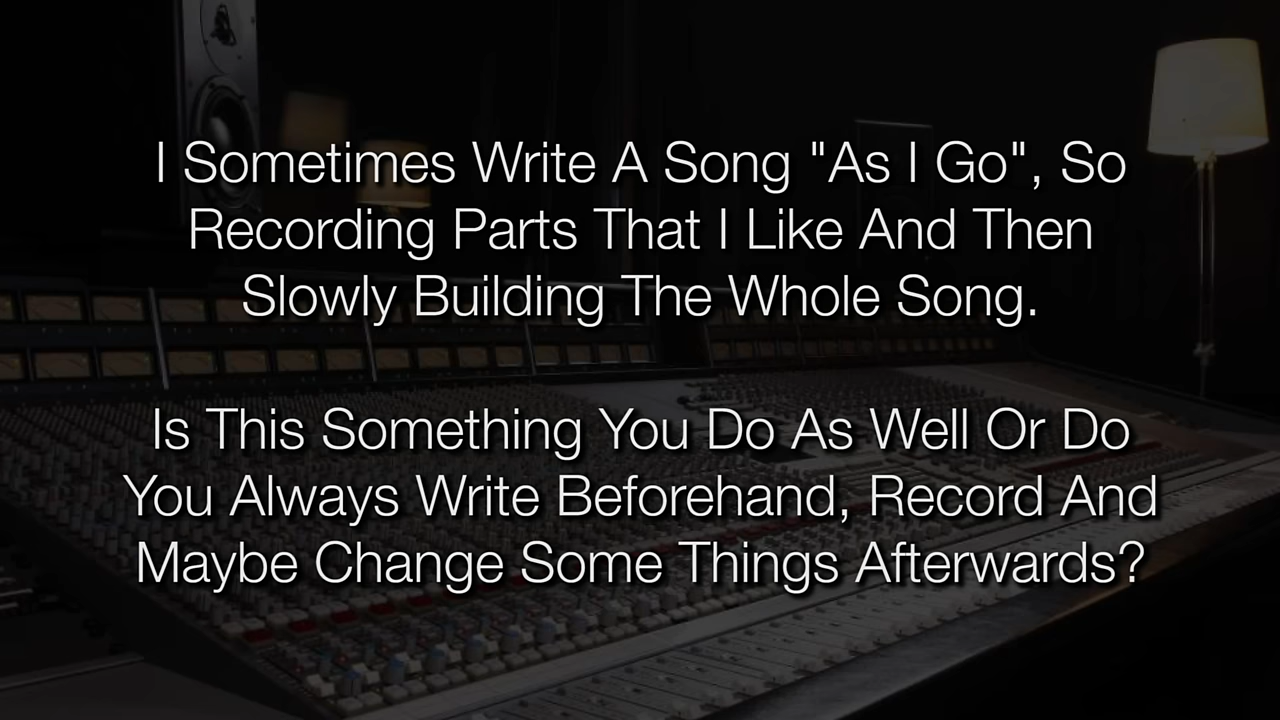 I Sometimes Write A Song "As I Go", So
Recording Parts That I Like And Then
Slowly Building The Whole Song.
Is This Something You Do As Well Or Do
You Always Write Beforehand, Record And
Maybe Change Some Things Afterwards?